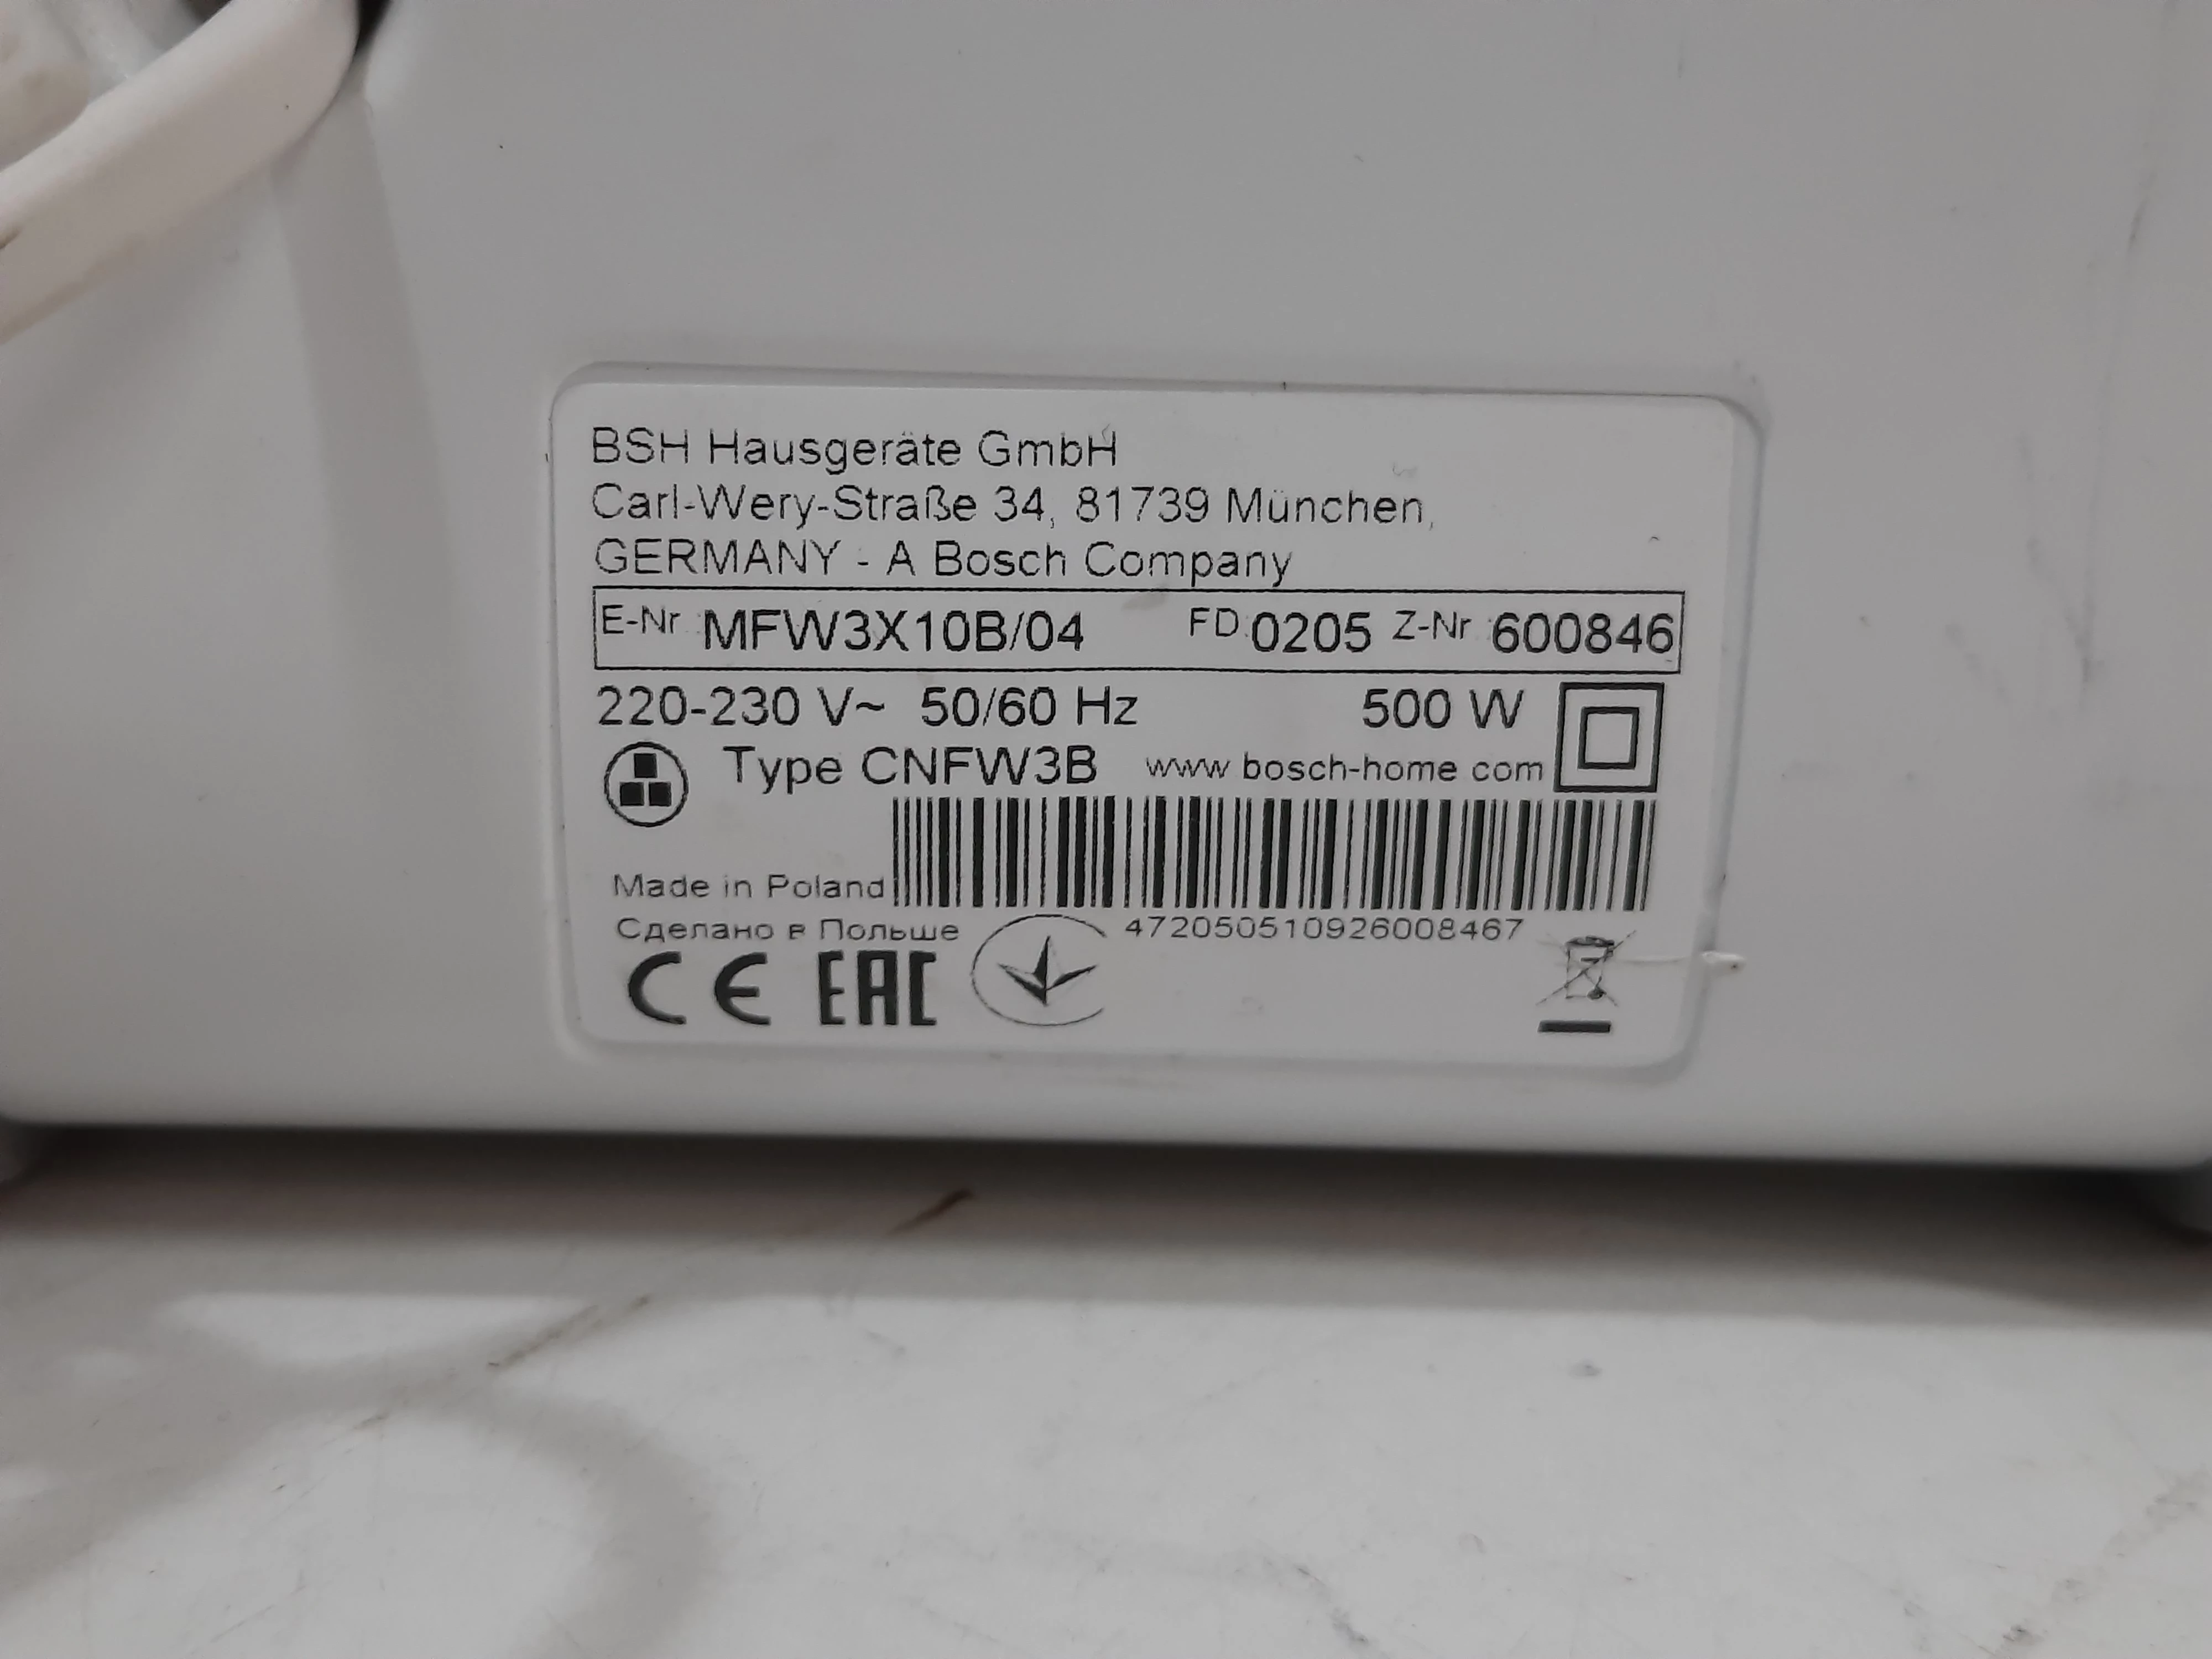 BSH Hausgeräte GmbH
Carl-Wery-Straße 34, 81739 München,
GERMANY - A Bosch Company
E-Nr MFW3X10B/04 FD 0205 Z-Nr 600846
220-230 V~ 50/60 Hz 500 W
Type CNFW3B www.bosch-home.com
Made in Poland
Сделано в Польше 472050510926008467
CE EAC